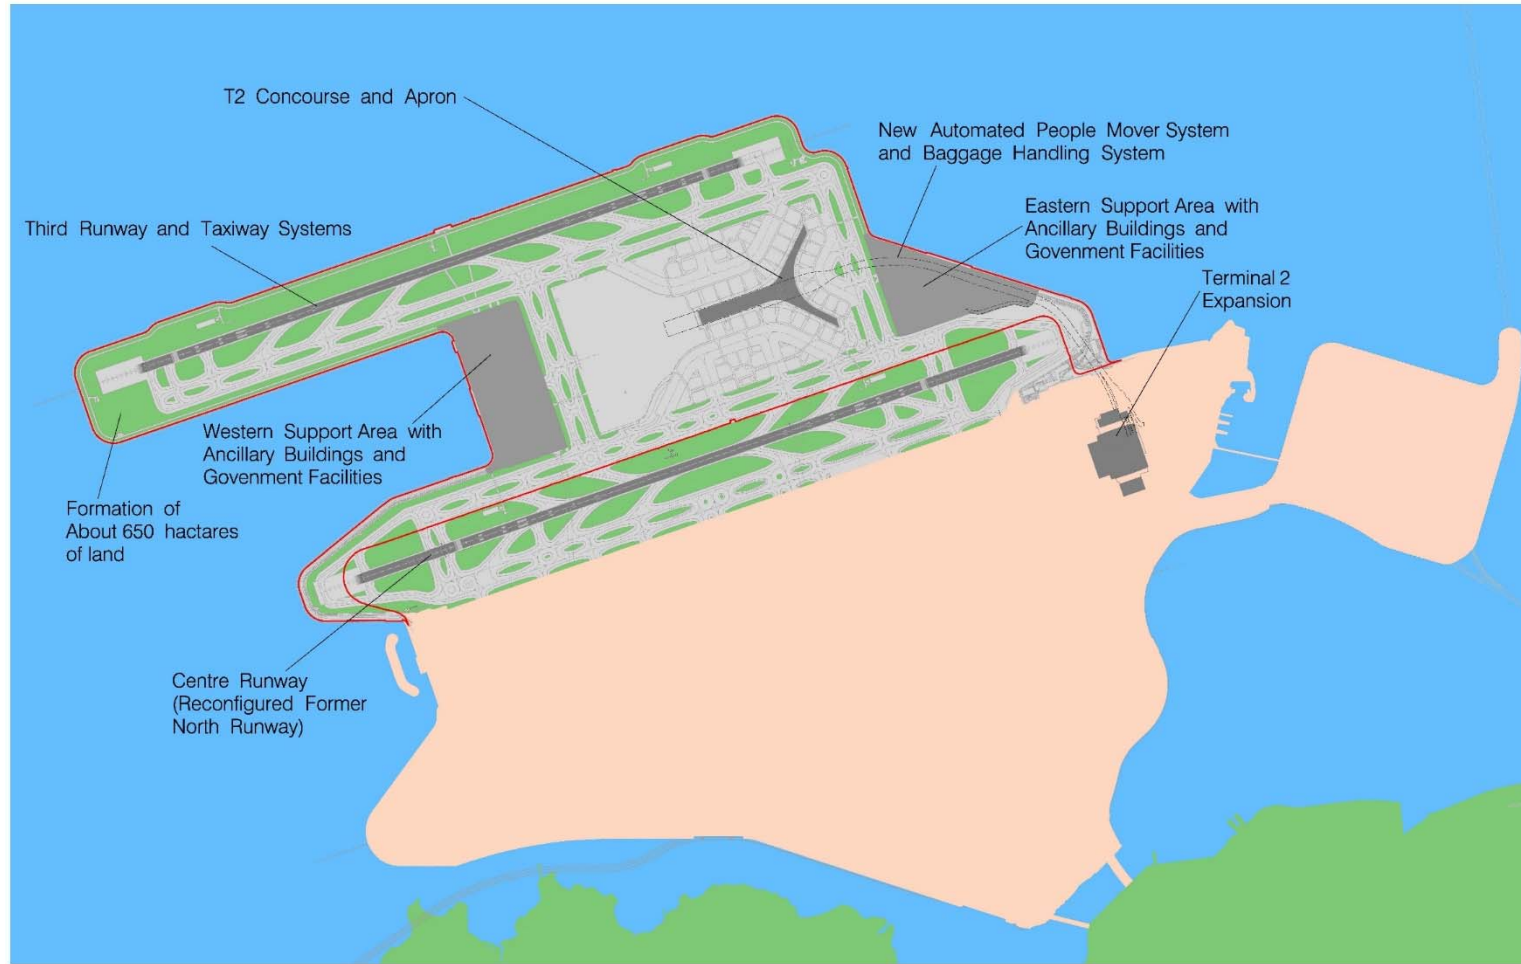 T2 Concourse and Apron
New Automated People Mover System
and Baggage Handling System
Third Runway and Taxiway Systems
Eastern Support Area with
Ancillary Buildings and
Govenment Facilities
Terminal 2
Expansion
Western Support Area with
Ancillary Buildings and
Govenment Facilities
Formation of
About 650 hactares
of land
Centre Runway
(Reconfigured Former
North Runway)